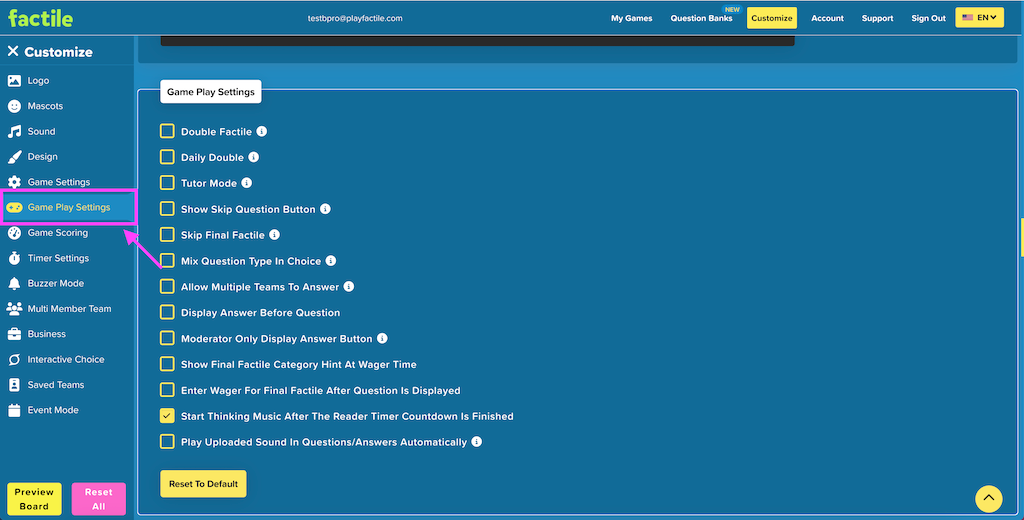 factile
testbpro@playfactile.com
My Games
Question Banks
NEW
Customize
Account
Support
Sign Out
EN
Customize
Logo
Mascots
Sound
Design
Game Settings
Game Play Settings
Game Scoring
Timer Settings
Buzzer Mode
Multi Member Team
Business
Interactive Choice
Saved Teams
Event Mode
Preview
Board
Reset
All
Game Play Settings
Double Factile
Daily Double
Tutor Mode
Show Skip Question Button
Skip Final Factile
Mix Question Type In Choice
Allow Multiple Teams To Answer
Display Answer Before Question
Moderator Only Display Answer Button
Show Final Factile Category Hint At Wager Time
Enter Wager For Final Factile After Question Is Displayed
Start Thinking Music After The Reader Timer Countdown Is Finished
Play Uploaded Sound In Questions/Answers Automatically
Reset To Default